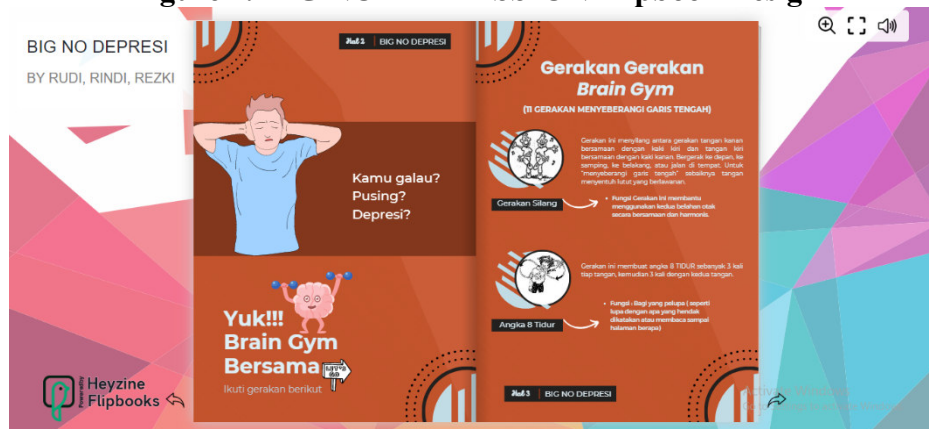 BIG NO DEPRESI
BY RUDI, RINDI, REZKI
Hal 2 BIG NO DEPRESI
Kamu galau?
Pusing?
Depresi?
Yuk!!!
Brain Gym
Bersama
LET'S
GO
Ikuti gerakan berikut
Gerakan Gerakan
Brain Gym
(11 GERAKAN MENYEBERANGI GARIS TENGAH)
Gerakan ini menyilang antara gerakan tangan kanan
bersamaan dengan kaki kiri dan tangan kiri
bersamaan dengan kaki kanan. Bergerak ke depan, ke
samping, ke belakang, atau jalan di tempat. Untuk
"menyeberangi garis tengah" sebaiknya tangan
menyentuh lutut yang berlawanan.
Gerakan Silang
• Fungsi Gerakan ini membantu
menggunakan kedua belahan otak
secara bersamaan dan harmonis.
Gerakan ini membuat angka 8 TIDUR sebanyak 3 kali
tiap tangan, kemudian 3 kali dengan kedua tangan.
Angka 8 Tidur
• Fungsi : Bagi yang pelupa ( seperti
lupa dengan apa yang hendak
dikatakan atau membaca sampai
halaman berapa)
Hal 3 BIG NO DEPRESI
Heyzine
Flipbooks